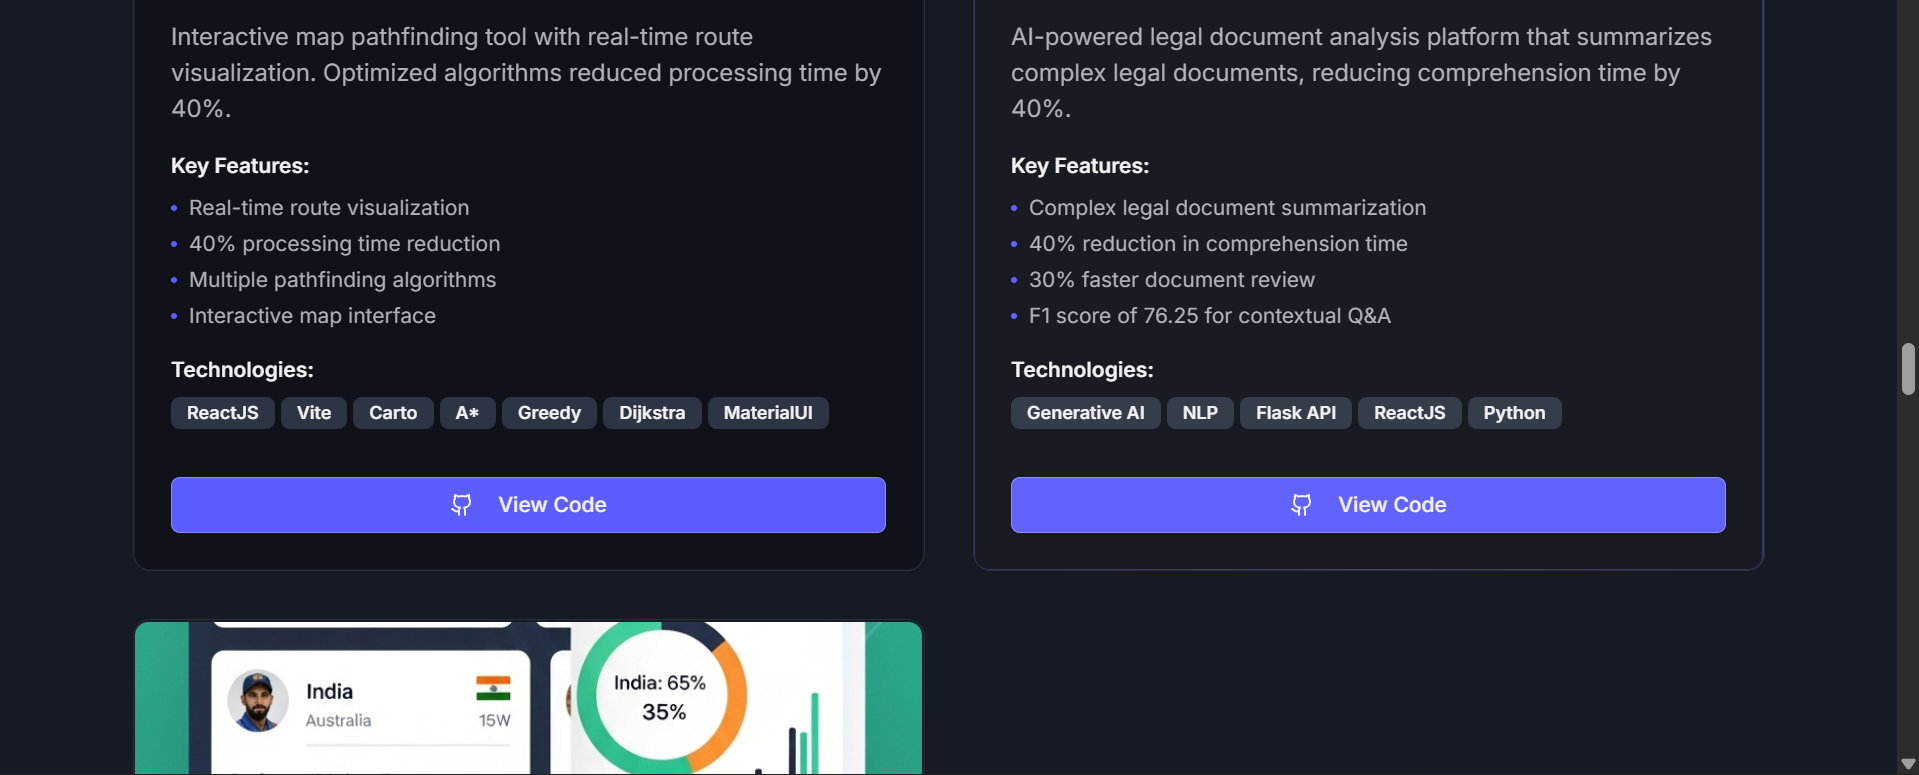 Interactive map pathfinding tool with real-time route
visualization. Optimized algorithms reduced processing time by
40%.
Key Features:
• Real-time route visualization
• 40% processing time reduction
• Multiple pathfinding algorithms
• Interactive map interface
Technologies:
ReactJS Vite Carto A* Greedy Dijkstra MaterialUI
View Code
AI-powered legal document analysis platform that summarizes
complex legal documents, reducing comprehension time by
40%.
Key Features:
• Complex legal document summarization
• 40% reduction in comprehension time
• 30% faster document review
• F1 score of 76.25 for contextual Q&A
Technologies:
Generative AI NLP Flask API ReactJS Python
View Code
India
Australia 15W
India: 65%
35%